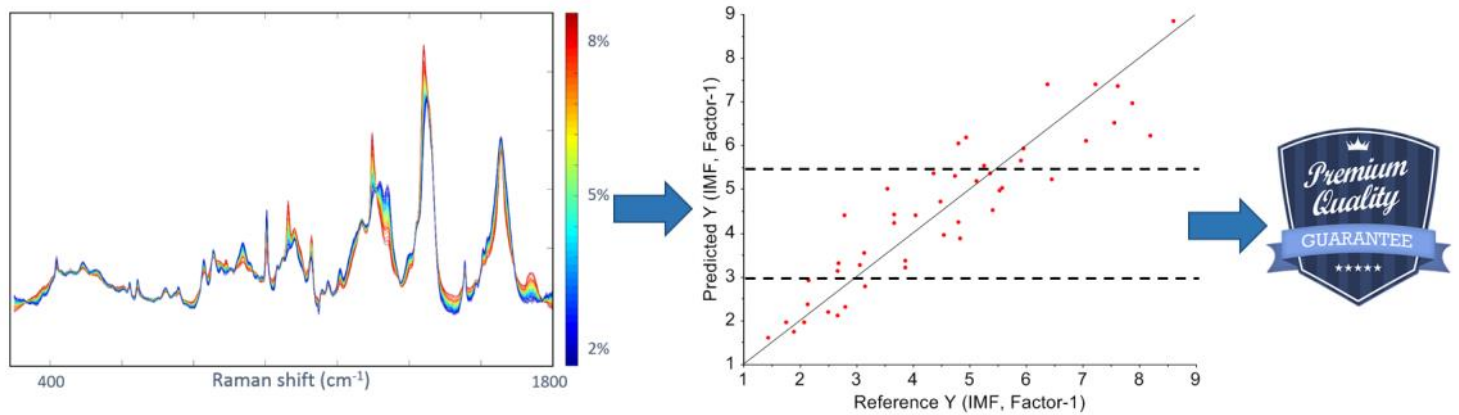 8%
5%
2%
400
Raman shift (cm⁻¹)
1800
9
8
7
6
5
4
3
2
1
Predicted Y (IMF, Factor-1)
1 2 3 4 5 6 7 8 9
Reference Y (IMF, Factor-1)
Premium
Quality
GUARANTEE